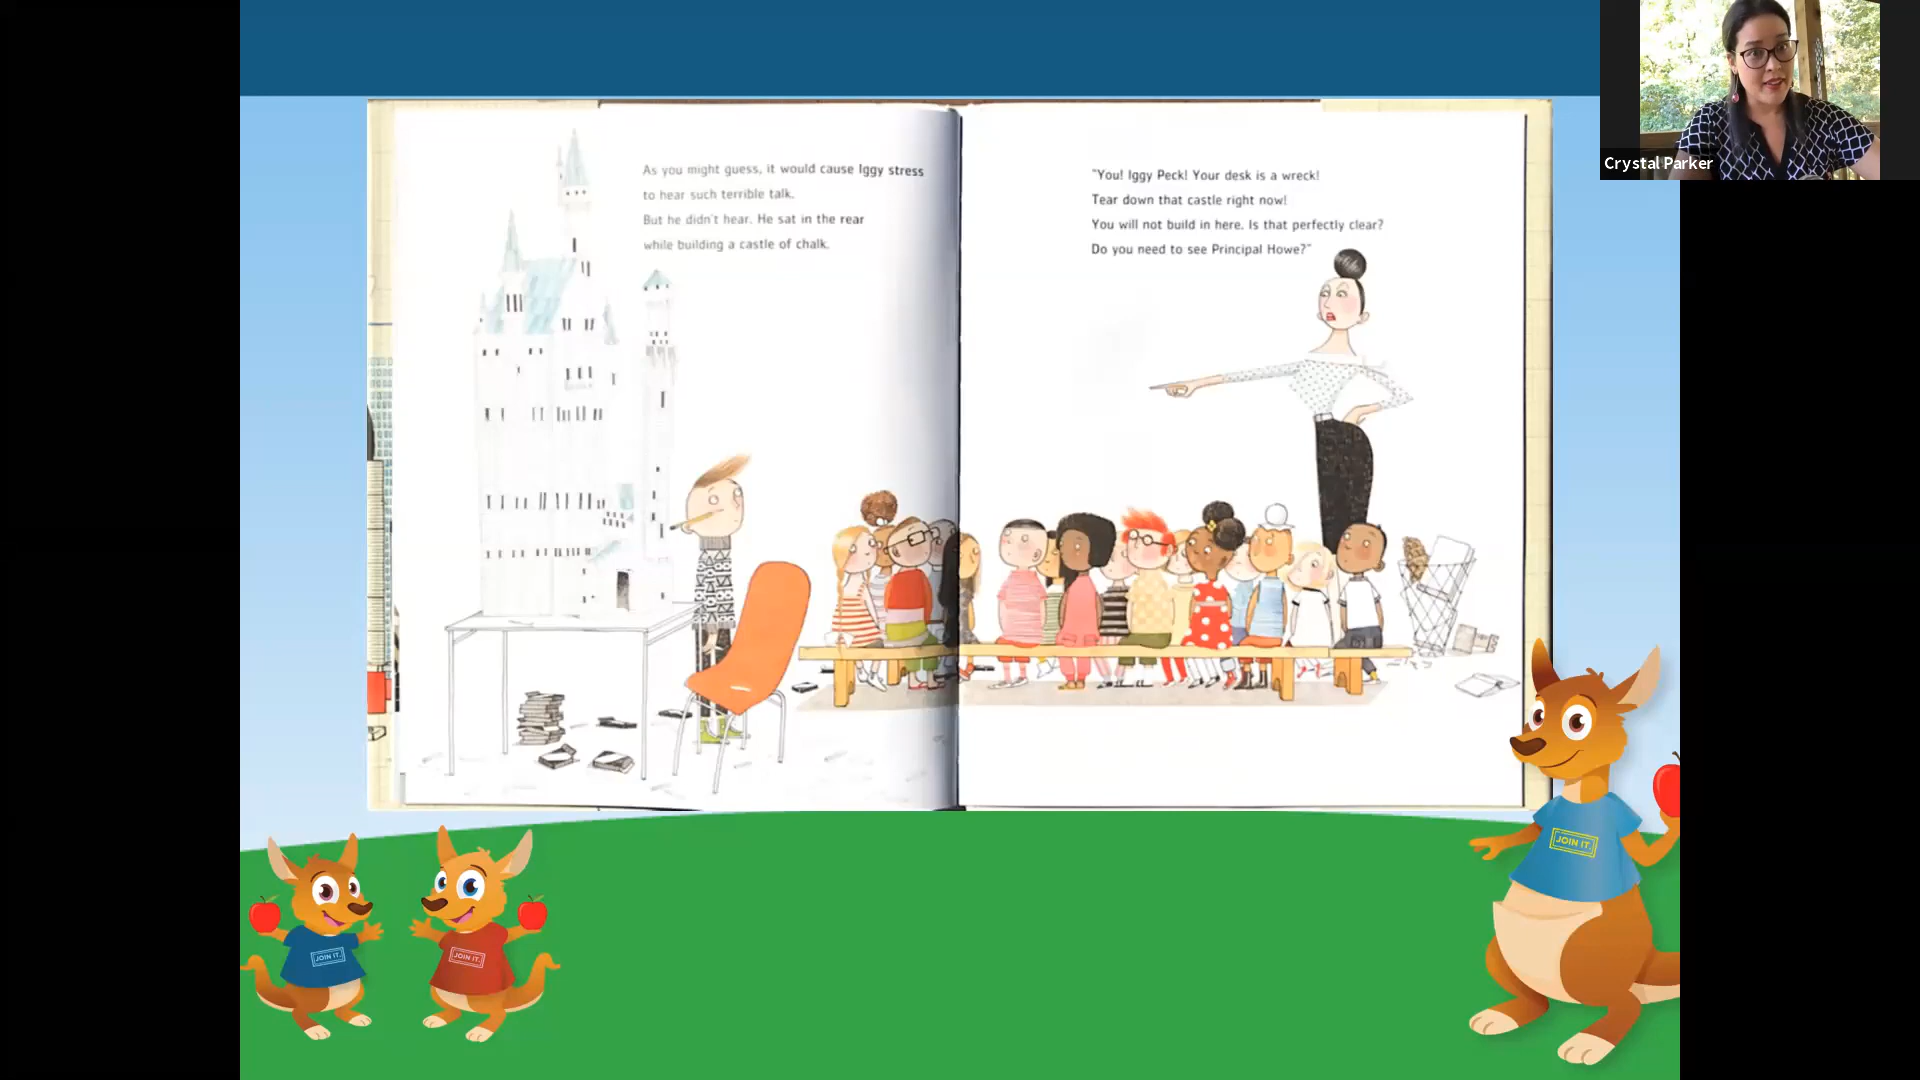 As you might guess, it would cause Iggy stress
to hear such terrible talk.
But he didn't hear. He sat in the rear
while building a castle of chalk.
"You! Iggy Peck! Your desk is a wreck!
Tear down that castle right now!
You will not build in here. Is that perfectly clear?
Do you need to see Principal Howe?"
Crystal Parker
JOIN IT.
JOIN IT.
JOIN IT.